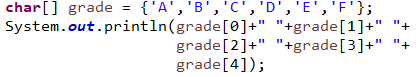 char[] grade = {'A','B','C','D','E','F'};
System.out.println(grade[0]+" "+grade[1]+" "+
grade[2]+" "+grade[3]+" "+
grade[4]);